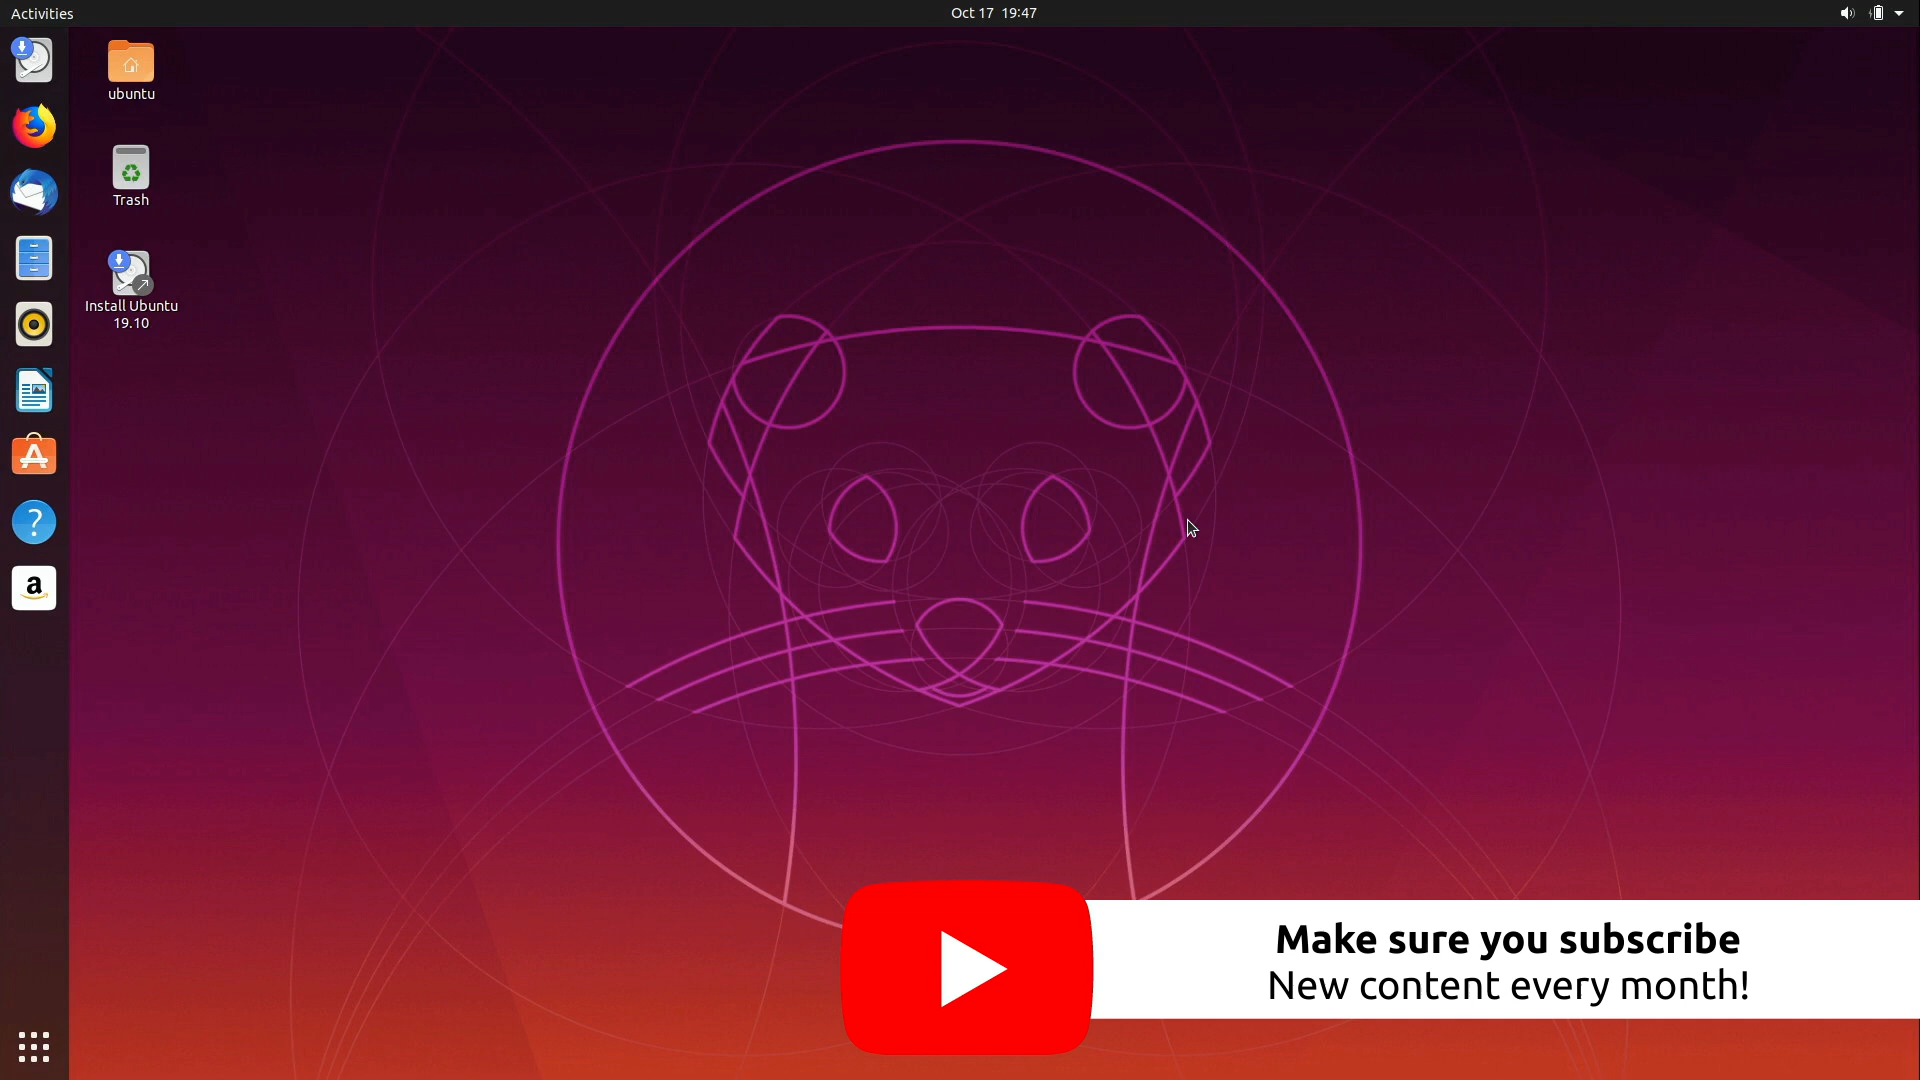 Activities
Oct 17 19:47
ubuntu
Trash
Install Ubuntu
19.10
?
a
Make sure you subscribe
New content every month!